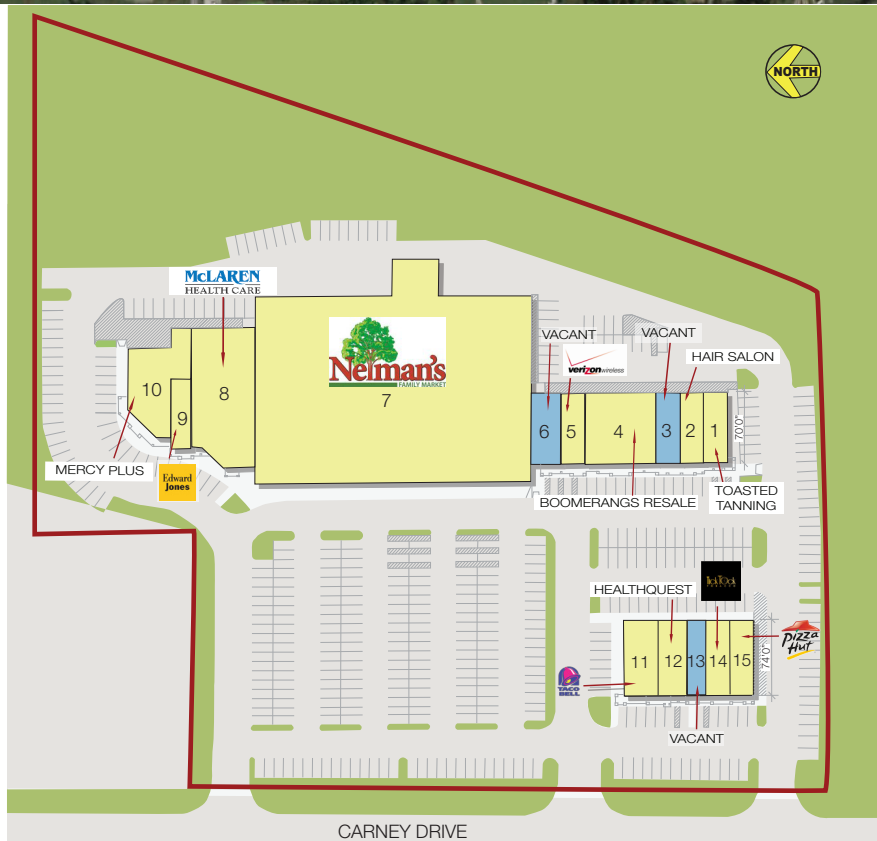 NORTH
McLAREN
HEALTH CARE
Neiman's
FAMILY MARKET
7
VACANT
VACANT
verizon wireless
HAIR SALON
10
9
8
6
5
4
3
2
1
70'0"
MERCY PLUS
Edward
Jones
BOOMERANGS RESALE
TOASTED
TANNING
HEALTHQUEST
Pizza
Hut
TACO
BELL
11
12
13
14
15
74'0"
VACANT
CARNEY DRIVE